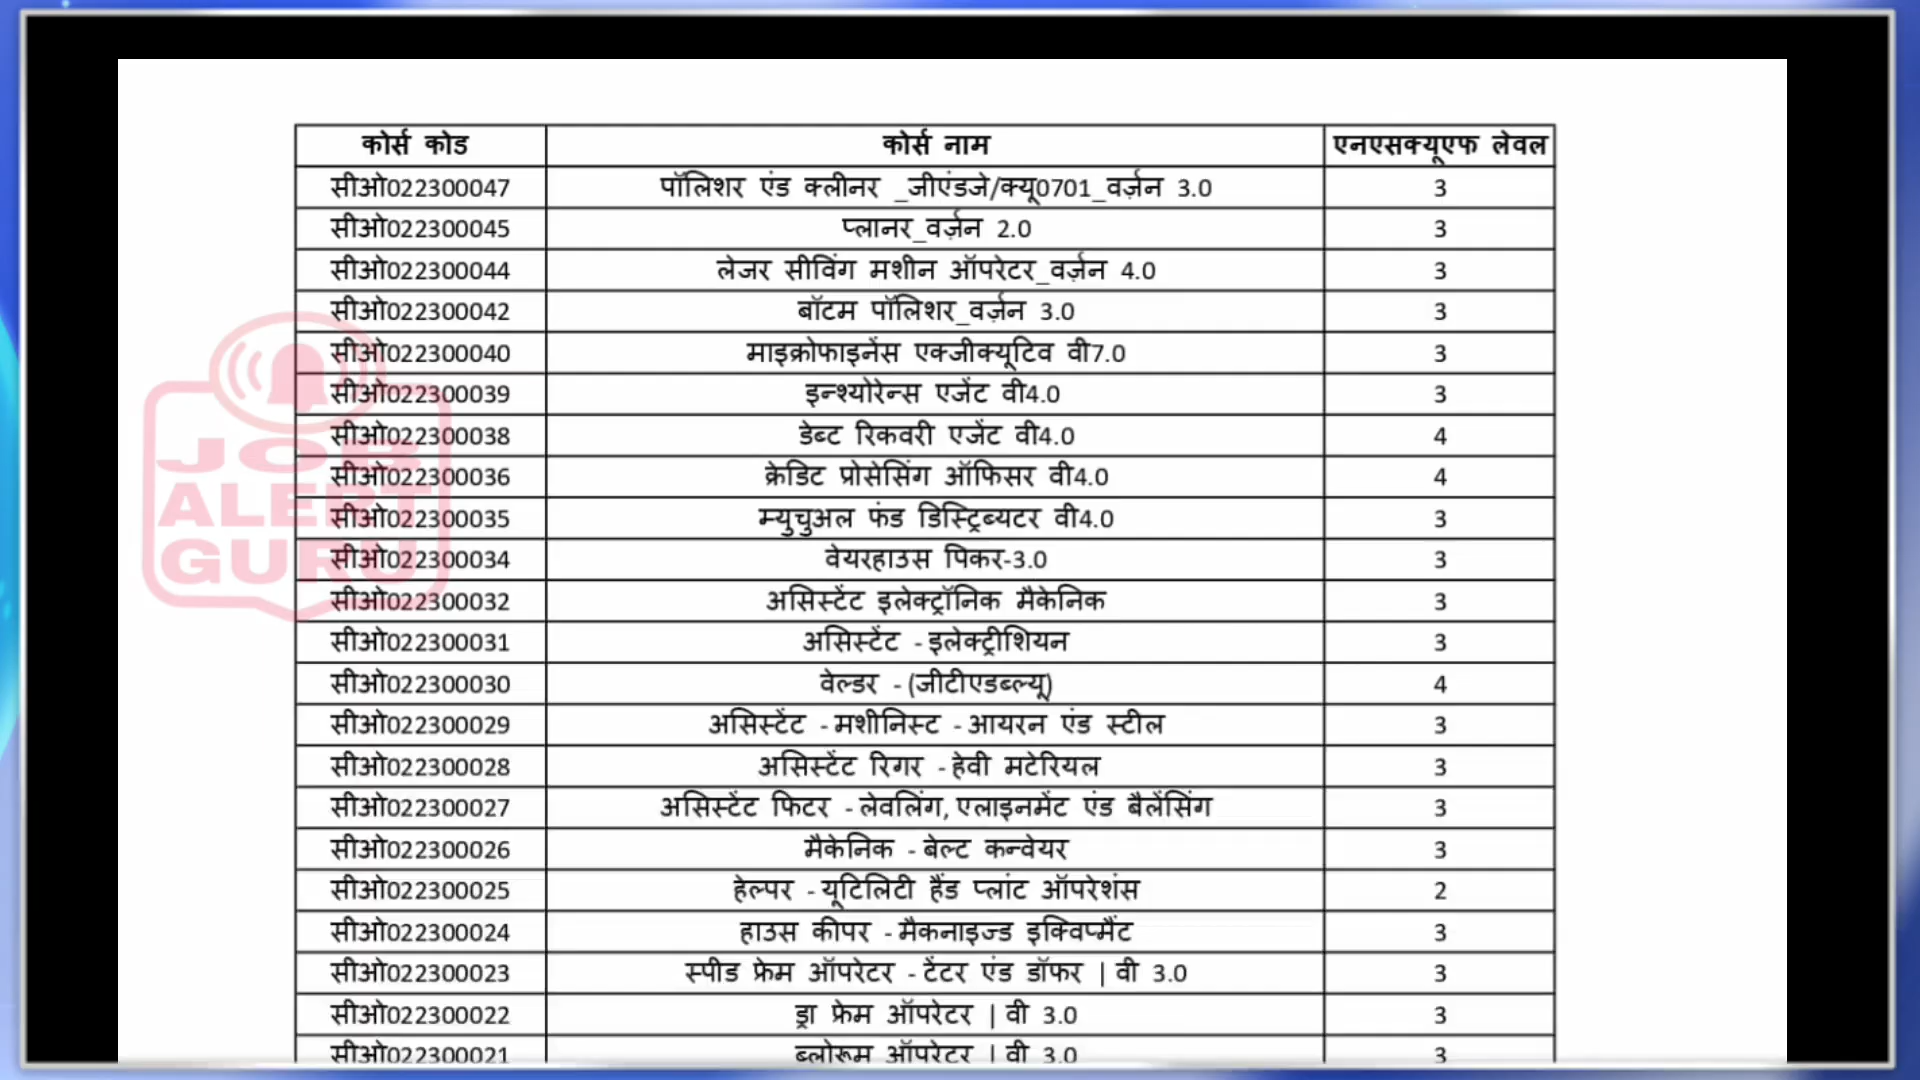 कोर्स कोड कोर्स नाम एनएसक्यूएफ लेवल
सीओ022300047 पॉलिशर एंड क्लीनर _जीएंडजे/क्यू0701_वर्ज़न 3.0 3
सीओ022300045 प्लानर_वर्ज़न 2.0 3
सीओ022300044 लेजर सीविंग मशीन ऑपरेटर_वर्ज़न 4.0 3
सीओ022300042 बॉटम पॉलिशर_वर्ज़न 3.0 3
सीओ022300040 माइक्रोफाइनेंस एक्जीक्यूटिव वी7.0 3
सीओ022300039 इन्श्योरेन्स एजेंट वी4.0 3
सीओ022300038 डेब्ट रिकवरी एजेंट वी4.0 4
सीओ022300036 क्रेडिट प्रोसेसिंग ऑफिसर वी4.0 4
सीओ022300035 म्युचुअल फंड डिस्ट्रिब्यटर वी4.0 3
सीओ022300034 वेयरहाउस पिकर-3.0 3
सीओ022300032 असिस्टेंट इलेक्ट्रॉनिक मैकेनिक 3
सीओ022300031 असिस्टेंट - इलेक्ट्रीशियन 3
सीओ022300030 वेल्डर - (जीटीएडब्ल्यू) 4
सीओ022300029 असिस्टेंट - मशीनिस्ट - आयरन एंड स्टील 3
सीओ022300028 असिस्टेंट रिगर - हेवी मटेरियल 3
सीओ022300027 असिस्टेंट फिटर - लेवलिंग, एलाइनमेंट एंड बैलेंसिंग 3
सीओ022300026 मैकेनिक - बेल्ट कन्वेयर 3
सीओ022300025 हेल्पर - यूटिलिटी हैंड प्लांट ऑपरेशंस 2
सीओ022300024 हाउस कीपर - मैकनाइज्ड इक्विप्मैंट 3
सीओ022300023 स्पीड फ्रेम ऑपरेटर - टेंटर एंड डॉफर | वी 3.0 3
सीओ022300022 ड्रा फ्रेम ऑपरेटर | वी 3.0 3
सीओ022300021 ब्लोरूम ऑपरेटर | वी 3.0 3
JOB
ALERT
GURU